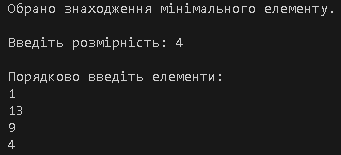 Обрано знаходження мінімального елементу.
Введіть розмірність: 4
Порядково введіть елементи:
1
13
9
4